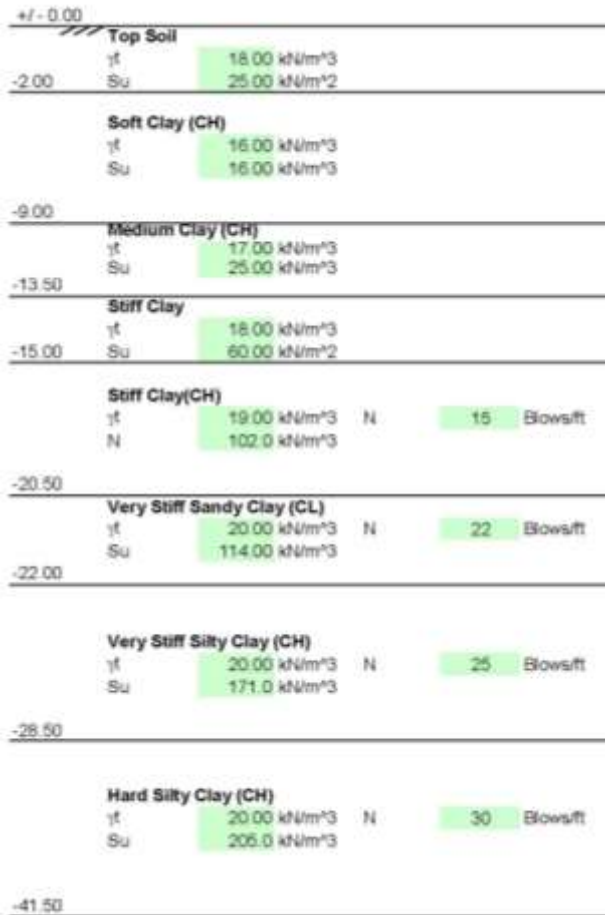 +/- 0.00
Top Soil
γt 18.00 kN/m^3
-2.00 Su 25.00 kN/m^2
Soft Clay (CH)
γt 16.00 kN/m^3
Su 16.00 kN/m^3
-9.00
Medium Clay (CH)
γt 17.00 kN/m^3
Su 25.00 kN/m^3
-13.50
Stiff Clay
γt 18.00 kN/m^3
-15.00 Su 60.00 kN/m^2
Stiff Clay(CH)
γt 19.00 kN/m^3 N 15 Blows/ft
N 102.0 kN/m^3
-20.50
Very Stiff Sandy Clay (CL)
γt 20.00 kN/m^3 N 22 Blows/ft
Su 114.00 kN/m^3
-22.00
Very Stiff Silty Clay (CH)
γt 20.00 kN/m^3 N 25 Blows/ft
Su 171.0 kN/m^3
-28.50
Hard Silty Clay (CH)
γt 20.00 kN/m^3 N 30 Blows/ft
Su 205.0 kN/m^3
-41.50